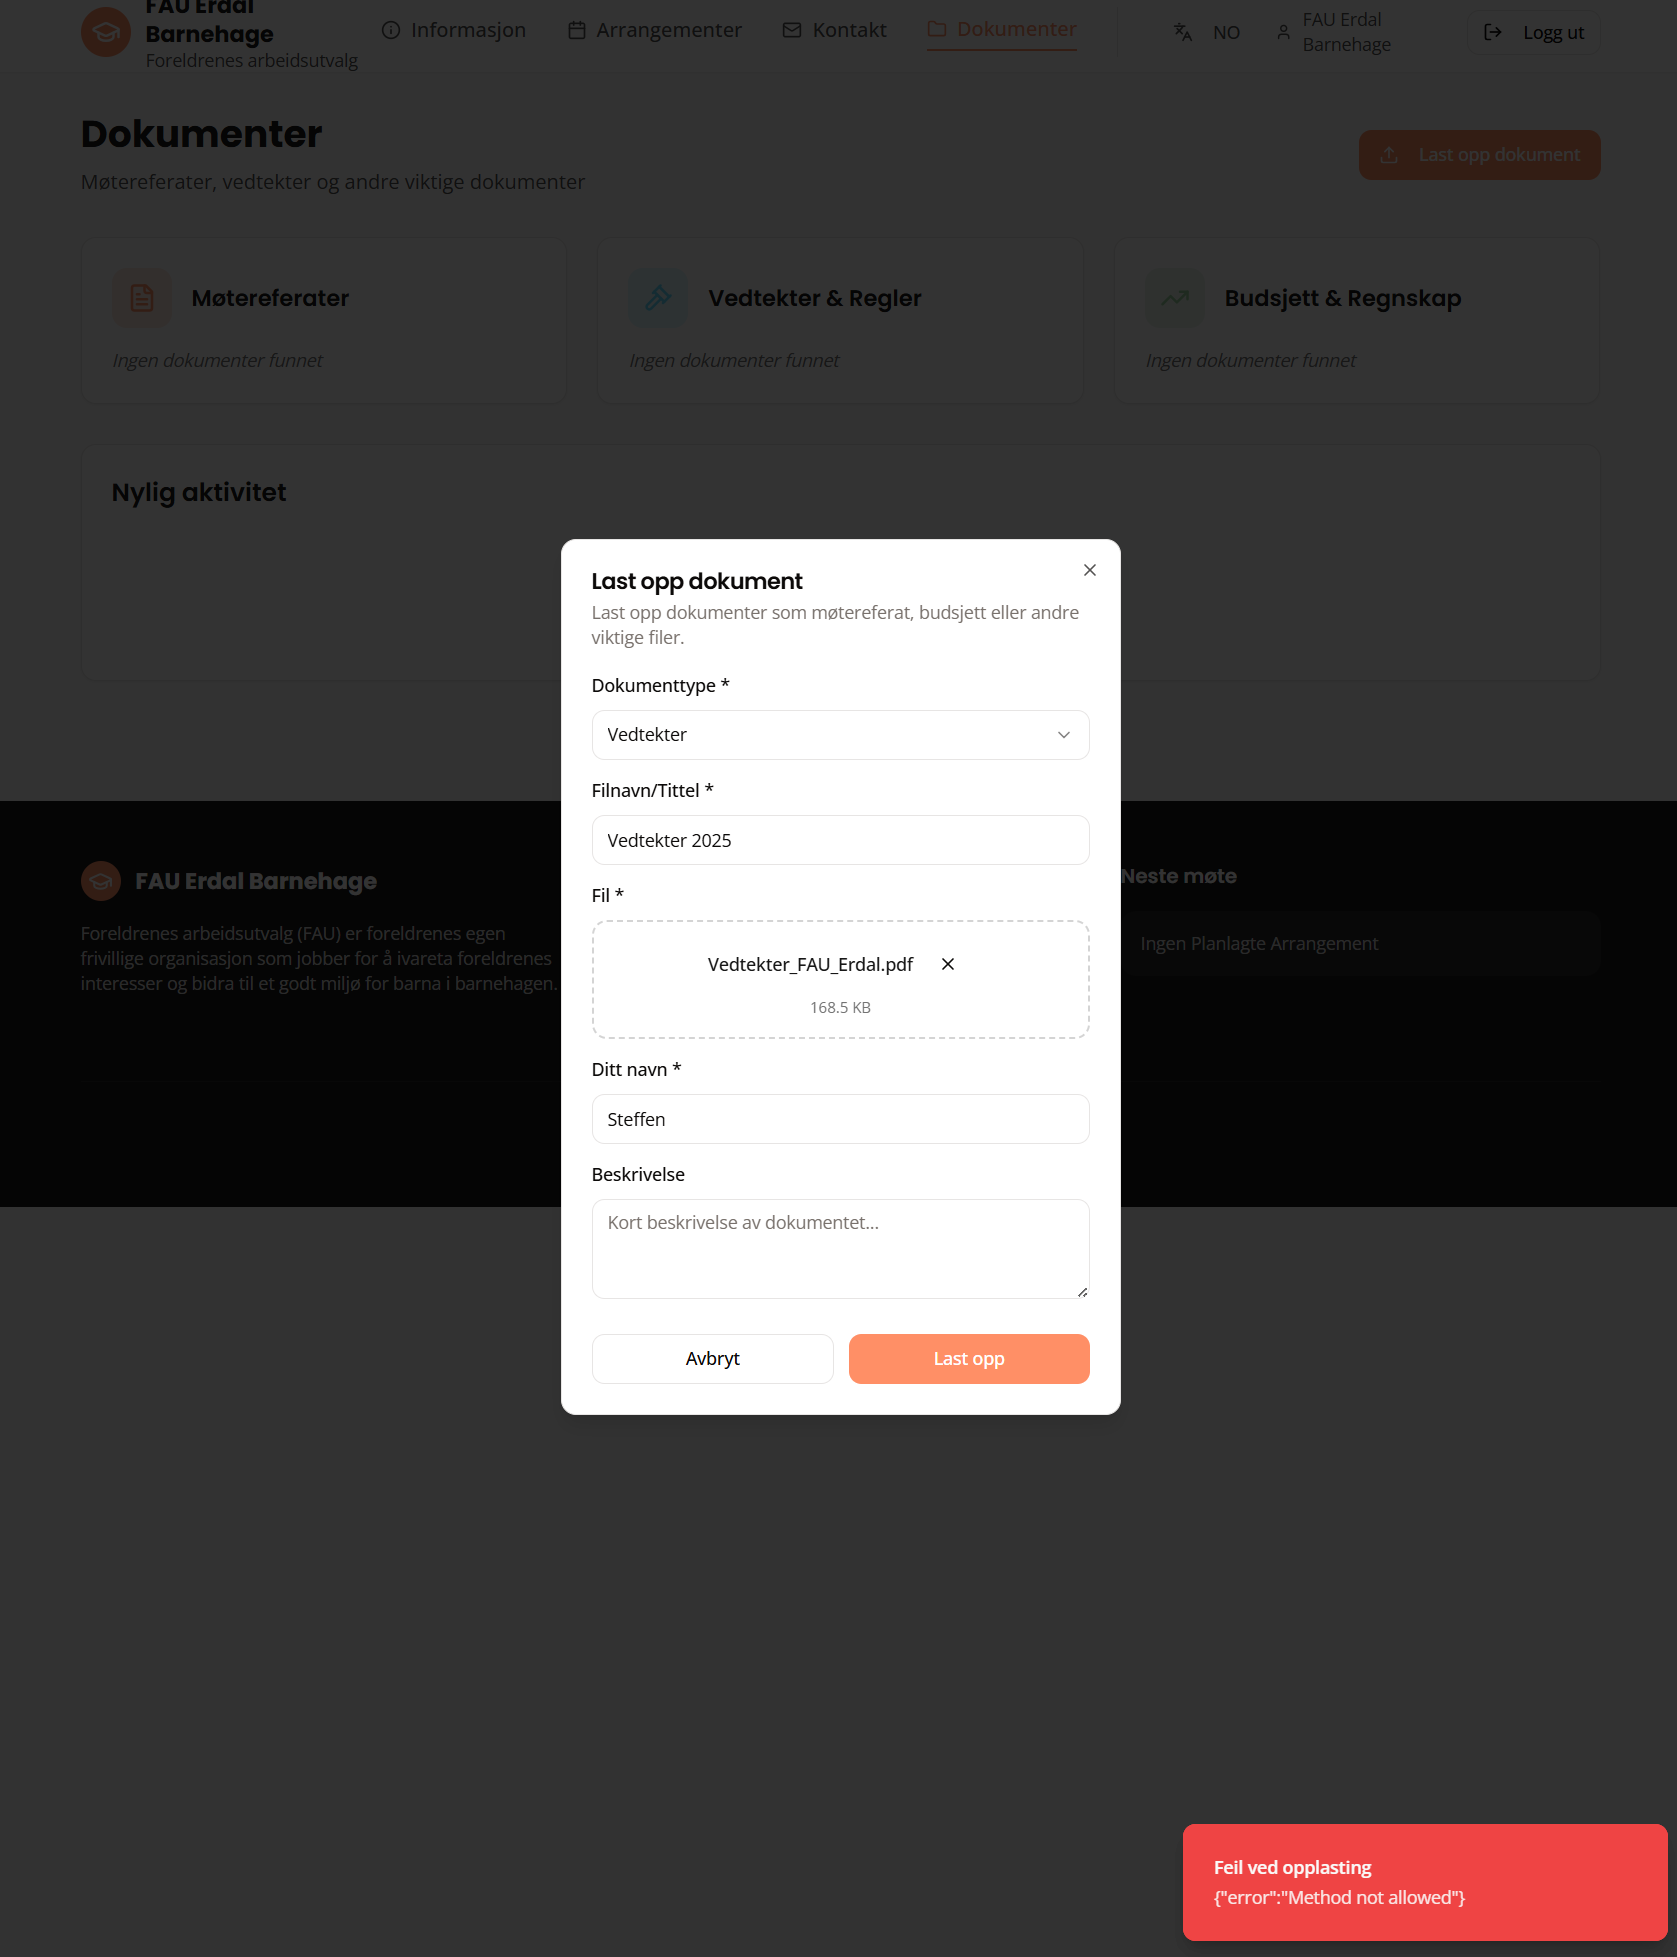 FAU Erdal
Barnehage
Foreldrenes arbeidsutvalg
Informasjon
Arrangementer
Kontakt
Dokumenter
NO
FAU Erdal
Barnehage
Logg ut
Dokumenter
Møtereferater, vedtekter og andre viktige dokumenter
Last opp dokument
Møtereferater
Ingen dokumenter funnet
Vedtekter & Regler
Ingen dokumenter funnet
Budsjett & Regnskap
Ingen dokumenter funnet
Nylig aktivitet
Last opp dokument
Last opp dokumenter som møtereferat, budsjett eller andre
viktige filer.
Dokumenttype *
Vedtekter
Filnavn/Tittel *
Vedtekter 2025
Fil *
Vedtekter_FAU_Erdal.pdf
168.5 KB
Ditt navn *
Steffen
Beskrivelse
Kort beskrivelse av dokumentet...
Avbryt
Last opp
FAU Erdal Barnehage
Foreldrenes arbeidsutvalg (FAU) er foreldrenes egen
frivillige organisasjon som jobber for å ivareta foreldrenes
interesser og bidra til et godt miljø for barna i barnehagen.
Neste møte
Ingen Planlagte Arrangement
Feil ved opplasting
{"error":"Method not allowed"}